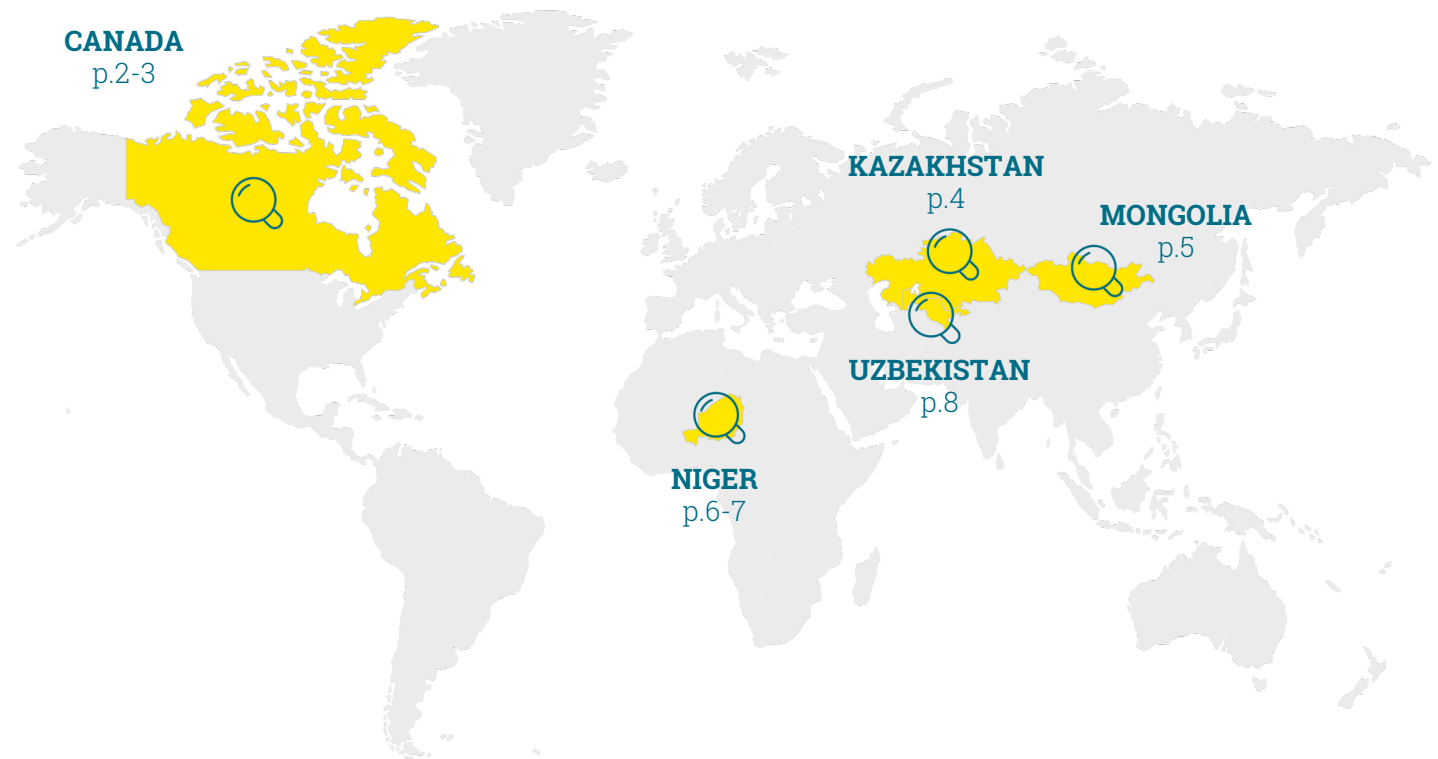 CANADA
p.2-3
KAZAKHSTAN
p.4
MONGOLIA
p.5
UZBEKISTAN
p.8
NIGER
p.6-7